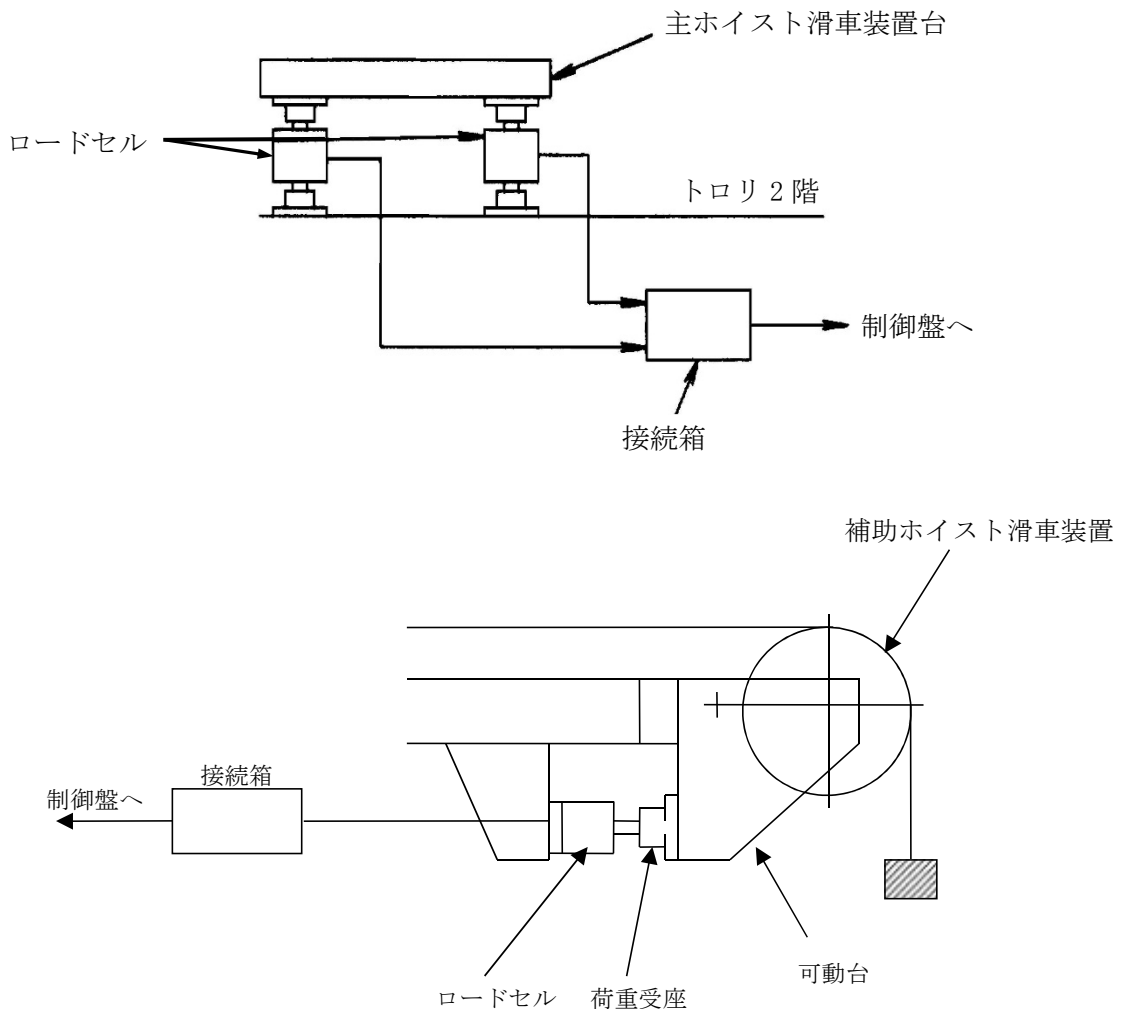 主ホイスト滑車装置台
ロードセル
トロリ２階
制御盤へ
接続箱
補助ホイスト滑車装置
接続箱
制御盤へ
可動台
ロードセル
荷重受座